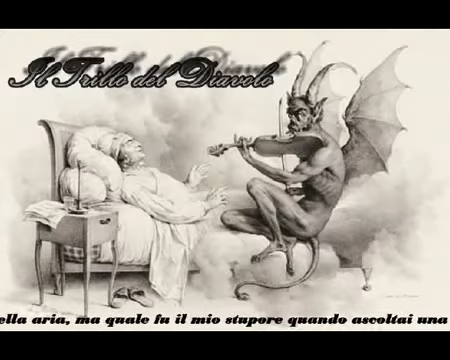 Il Trillo del Diavolo
ella aria, ma quale fu il mio stupore quando ascoltai una